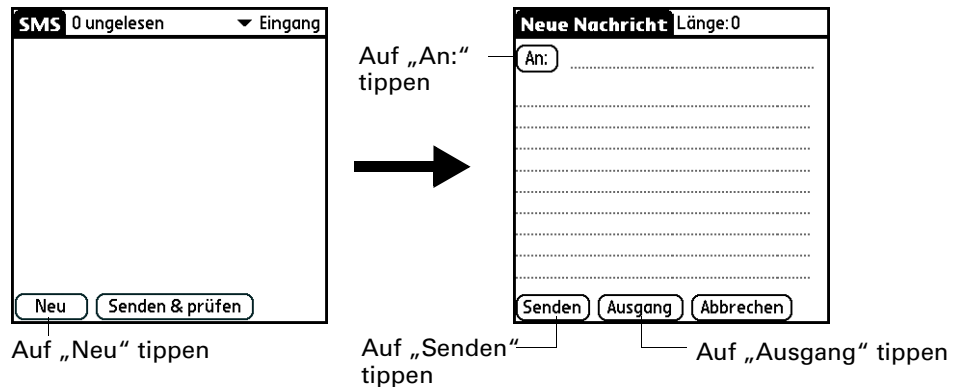 SMS 0 ungelesen Eingang
Neu Senden & prüfen
Auf „Neu“ tippen
Auf „An:“
tippen
Neue Nachricht Länge: 0
An:
Senden Ausgang Abbrechen
Auf „Senden“
tippen
Auf „Ausgang“ tippen